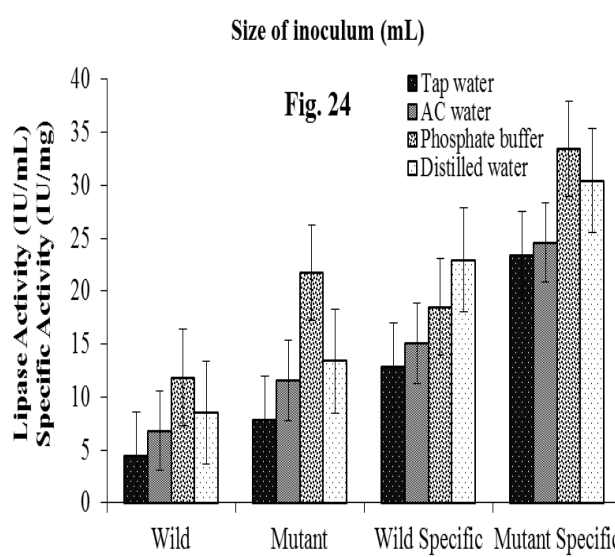 Size of inoculum (mL)
Fig. 24
Tap water
AC water
Phosphate buffer
Distilled water
Lipase Activity (IU/mL)
Specific Activity (IU/mg)
40
35
30
25
20
15
10
5
0
Wild Mutant Wild Specific Mutant Specific